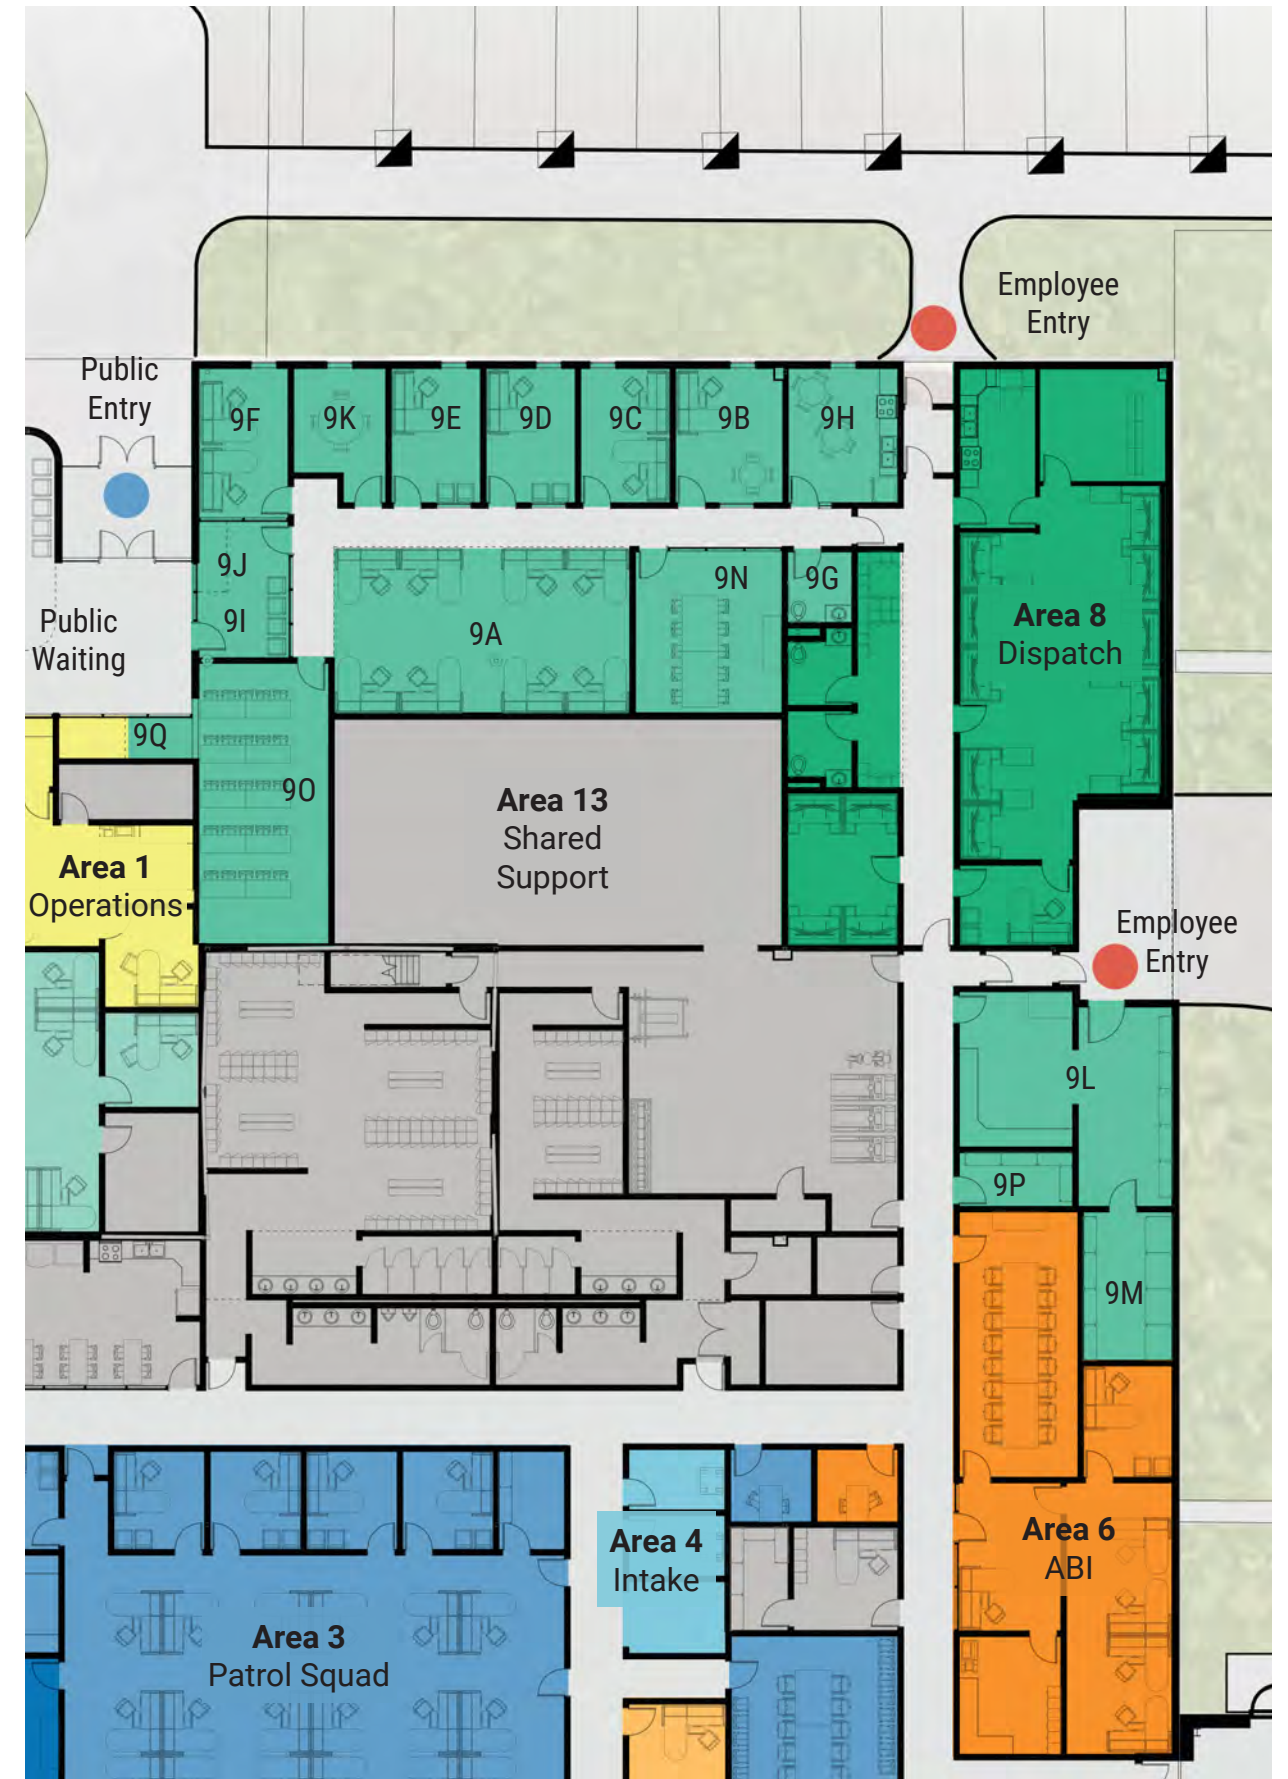 Employee
Entry
Public
Entry
9F
9K
9E
9D
9C
9B
9H
9J
9I
9A
9N
9G
Area 8
Dispatch
Public
Waiting
9Q
9O
Area 13
Shared
Support
Area 1
Operations
Employee
Entry
9L
9P
9M
Area 4
Intake
Area 6
ABI
Area 3
Patrol Squad